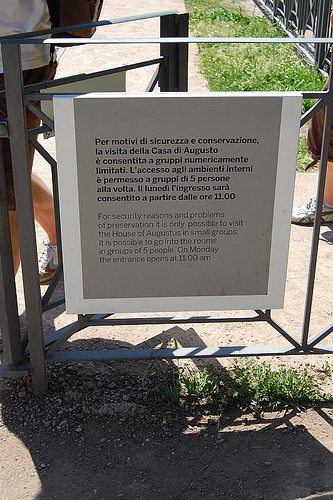 Per motivi di sicurezza e conservazione,
la visita della Casa di Augusto
è consentita a gruppi numericamente
limitati. L'accesso agli ambienti interni
è permesso a gruppi di 5 persone
alla volta. Il lunedì l'ingresso sarà
consentito a partire dalle ore 11.00
For security reasons and problems
of preservation it is only possible to visit
the House of Augustus in small groups.
It is possible to go into the rooms
in groups of 5 people. On Monday
the entrance opens at 11.00 am